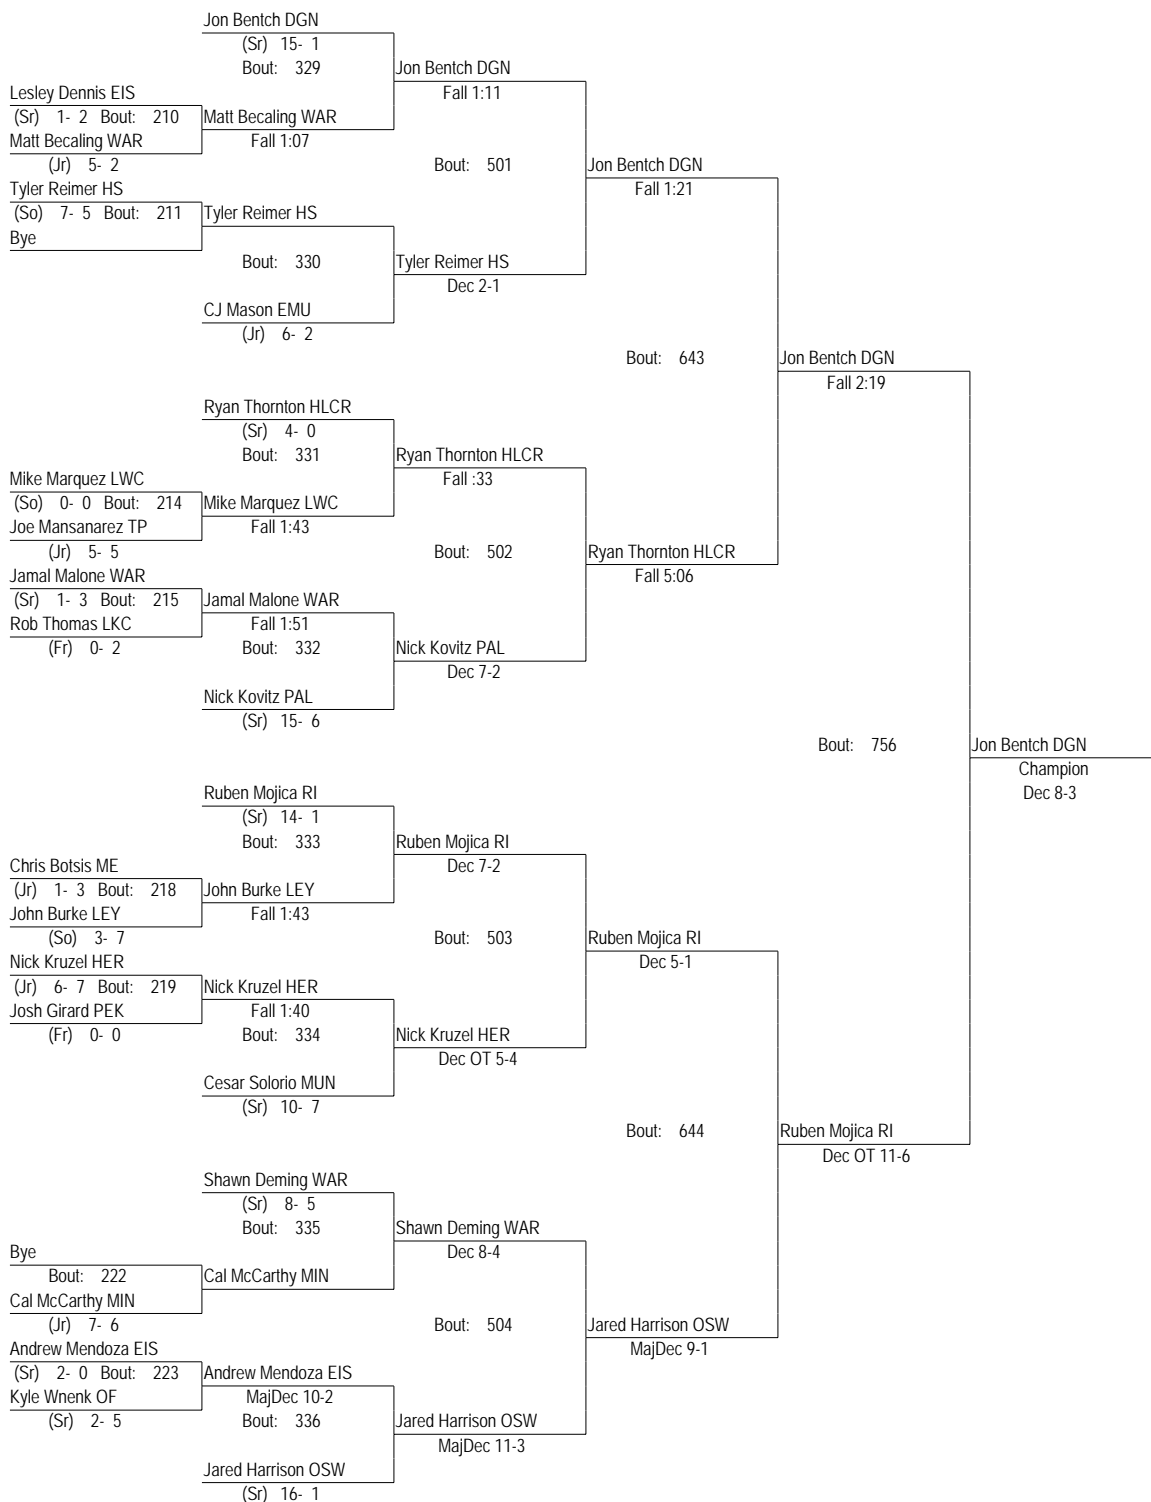 Jon Bentch DGN
(Sr) 15- 1
Bout: 329
Jon Bentch DGN
Fall 1:11
Lesley Dennis EIS
(Sr) 1- 2 Bout: 210
Matt Becaling WAR
Matt Becaling WAR
Fall 1:07
(Jr) 5- 2
Bout: 501
Jon Bentch DGN
Fall 1:21
Tyler Reimer HS
(So) 7- 5 Bout: 211
Tyler Reimer HS
Bye
Bout: 330
Tyler Reimer HS
Dec 2-1
CJ Mason EMU
(Jr) 6- 2
Bout: 643
Jon Bentch DGN
Fall 2:19
Ryan Thornton HLCR
(Sr) 4- 0
Bout: 331
Ryan Thornton HLCR
Fall :33
Mike Marquez LWC
(So) 0- 0 Bout: 214
Mike Marquez LWC
Joe Mansanarez TP
Fall 1:43
(Jr) 5- 5
Bout: 502
Ryan Thornton HLCR
Fall 5:06
Jamal Malone WAR
(Sr) 1- 3 Bout: 215
Jamal Malone WAR
Rob Thomas LKC
Fall 1:51
(Fr) 0- 2
Bout: 332
Nick Kovitz PAL
Dec 7-2
Nick Kovitz PAL
(Sr) 15- 6
Bout: 756
Jon Bentch DGN
Champion
Dec 8-3
Ruben Mojica RI
(Sr) 14- 1
Bout: 333
Ruben Mojica RI
Dec 7-2
Chris Botsis ME
(Jr) 1- 3 Bout: 218
John Burke LEY
John Burke LEY
Fall 1:43
(So) 3- 7
Bout: 503
Ruben Mojica RI
Dec 5-1
Nick Kruzel HER
(Jr) 6- 7 Bout: 219
Nick Kruzel HER
Josh Girard PEK
Fall 1:40
(Fr) 0- 0
Bout: 334
Nick Kruzel HER
Dec OT 5-4
Cesar Solorio MUN
(Sr) 10- 7
Bout: 644
Ruben Mojica RI
Dec OT 11-6
Shawn Deming WAR
(Sr) 8- 5
Bout: 335
Shawn Deming WAR
Dec 8-4
Bye
Bout: 222
Cal McCarthy MIN
Cal McCarthy MIN
(Jr) 7- 6
Bout: 504
Jared Harrison OSW
MajDec 9-1
Andrew Mendoza EIS
(Sr) 2- 0 Bout: 223
Andrew Mendoza EIS
Kyle Wnenk OF
MajDec 10-2
(Sr) 2- 5
Bout: 336
Jared Harrison OSW
MajDec 11-3
Jared Harrison OSW
(Sr) 16- 1